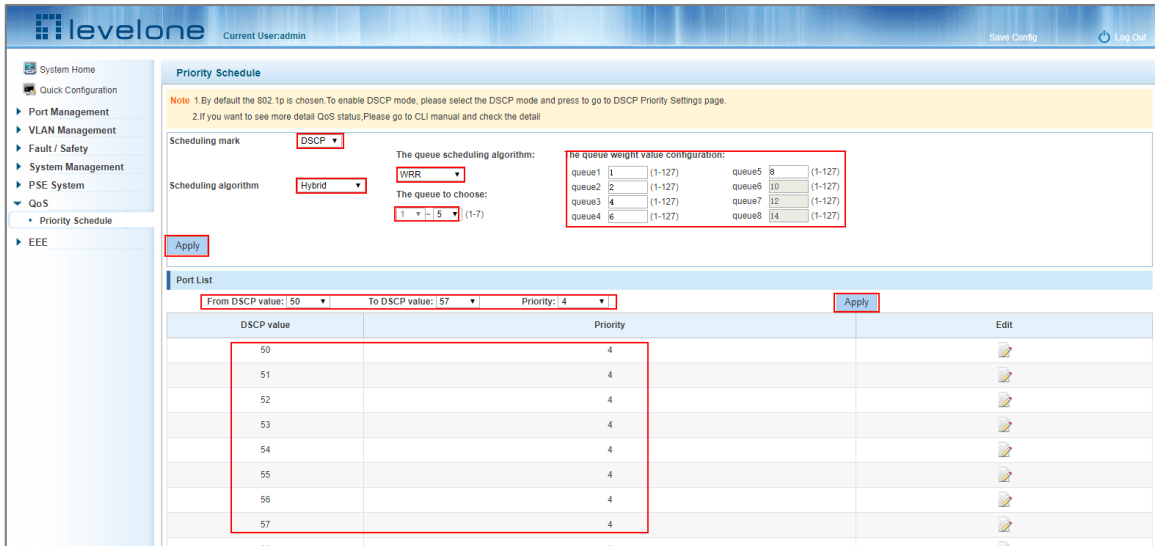 levelone Current User:admin Save Config Log Out
System Home
Quick Configuration
Port Management
VLAN Management
Fault / Safety
System Management
PSE System
QoS
Priority Schedule
EEE
Priority Schedule
Note 1.By default the 802.1p is chosen.To enable DSCP mode, please select the DSCP mode and press to go to DSCP Priority Settings page.
2.If you want to see more detail QoS status,Please go to CLI manual and check the detail
Scheduling mark DSCP
Scheduling algorithm Hybrid
The queue scheduling algorithm:
WRR
The queue to choose:
1 ~ 5 (1-7)
The queue weight value configuration:
queue1 1 (1-127) queue5 8 (1-127)
queue2 2 (1-127) queue6 10 (1-127)
queue3 4 (1-127) queue7 12 (1-127)
queue4 6 (1-127) queue8 14 (1-127)
Apply
Port List
From DSCP value: 50 To DSCP value: 57 Priority: 4 Apply
DSCP value Priority Edit
50 4
51 4
52 4
53 4
54 4
55 4
56 4
57 4